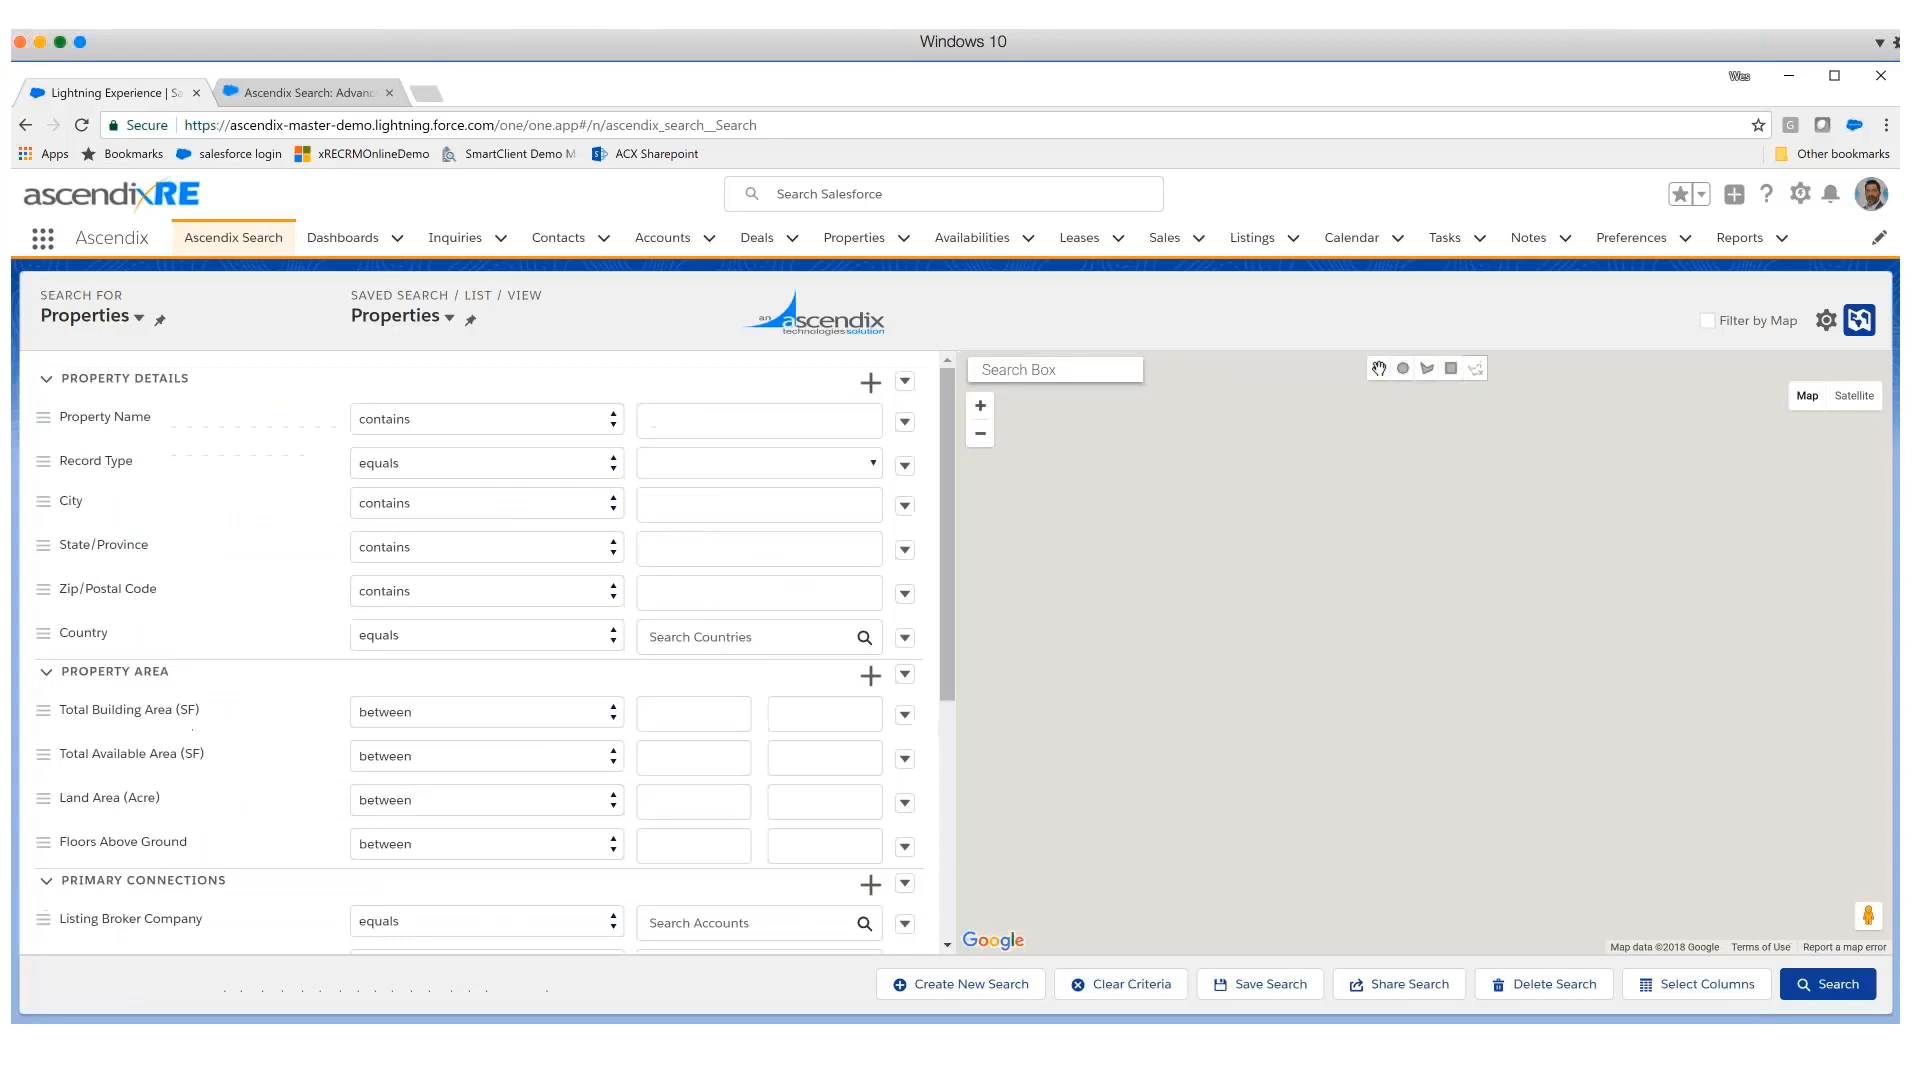 Windows 10
Wes
Lightning Experience | Sa
Ascendix Search: Advanc
Secure
https://ascendix-master-demo.lightning.force.com/one/one.app#/n/ascendix_search__Search
Apps
Bookmarks
salesforce login
xRECRMOnlineDemo
SmartClient Demo M
ACX Sharepoint
Other bookmarks
ascendixRE
Search Salesforce
Ascendix
Ascendix Search
Dashboards
Inquiries
Contacts
Accounts
Deals
Properties
Availabilities
Leases
Sales
Listings
Calendar
Tasks
Notes
Preferences
Reports
SEARCH FOR
Properties
SAVED SEARCH / LIST / VIEW
Properties
an ascendix
technologies solution
Filter by Map
PROPERTY DETAILS
Property Name
contains
Record Type
equals
City
contains
State/Province
contains
Zip/Postal Code
contains
Country
equals
Search Countries
PROPERTY AREA
Total Building Area (SF)
between
Total Available Area (SF)
between
Land Area (Acre)
between
Floors Above Ground
between
PRIMARY CONNECTIONS
Listing Broker Company
equals
Search Accounts
Search Box
Map
Satellite
Google
Map data ©2018 Google
Terms of Use
Report a map error
Create New Search
Clear Criteria
Save Search
Share Search
Delete Search
Select Columns
Search